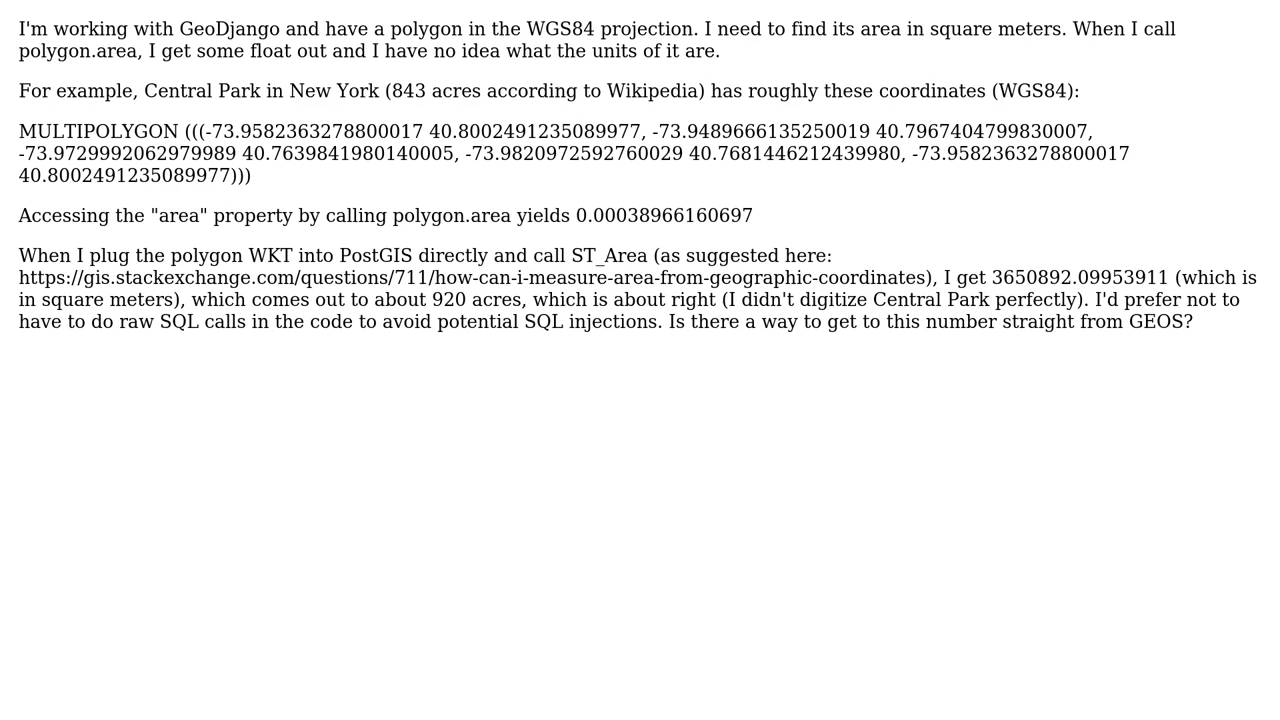 I'm working with GeoDjango and have a polygon in the WGS84 projection. I need to find its area in square meters. When I call
polygon.area, I get some float out and I have no idea what the units of it are.
For example, Central Park in New York (843 acres according to Wikipedia) has roughly these coordinates (WGS84):
MULTIPOLYGON (((-73.9582363278800017 40.8002491235089977, -73.9489666135250019 40.7967404799830007,
-73.9729992062979989 40.7639841980140005, -73.9820972592760029 40.7681446212439980, -73.9582363278800017
40.8002491235089977)))
Accessing the "area" property by calling polygon.area yields 0.00038966160697
When I plug the polygon WKT into PostGIS directly and call ST_Area (as suggested here:
https://gis.stackexchange.com/questions/711/how-can-i-measure-area-from-geographic-coordinates), I get 3650892.09953911 (which is
in square meters), which comes out to about 920 acres, which is about right (I didn't digitize Central Park perfectly). I'd prefer not to
have to do raw SQL calls in the code to avoid potential SQL injections. Is there a way to get to this number straight from GEOS?